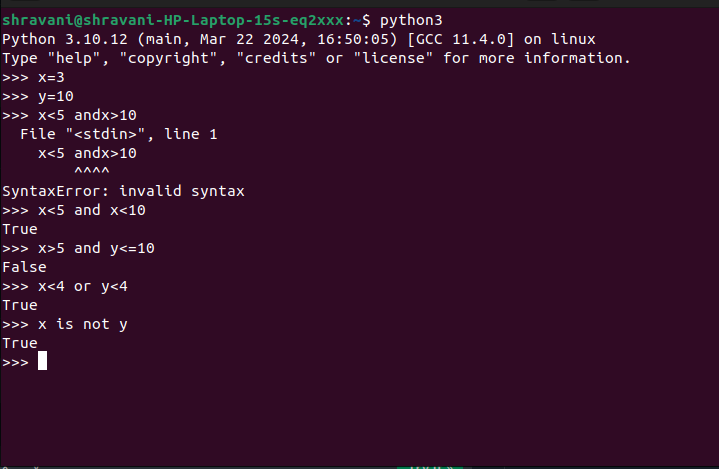 shravani@shravani-HP-Laptop-15s-eq2xxx:~$ python3
Python 3.10.12 (main, Mar 22 2024, 16:50:05) [GCC 11.4.0] on linux
Type "help", "copyright", "credits" or "license" for more information.
>>> x=3
>>> y=10
>>> x<5 andx>10
  File "<stdin>", line 1
    x<5 andx>10
        ^^^^
SyntaxError: invalid syntax
>>> x<5 and x<10
True
>>> x>5 and y<=10
False
>>> x<4 or y<4
True
>>> x is not y
True
>>>